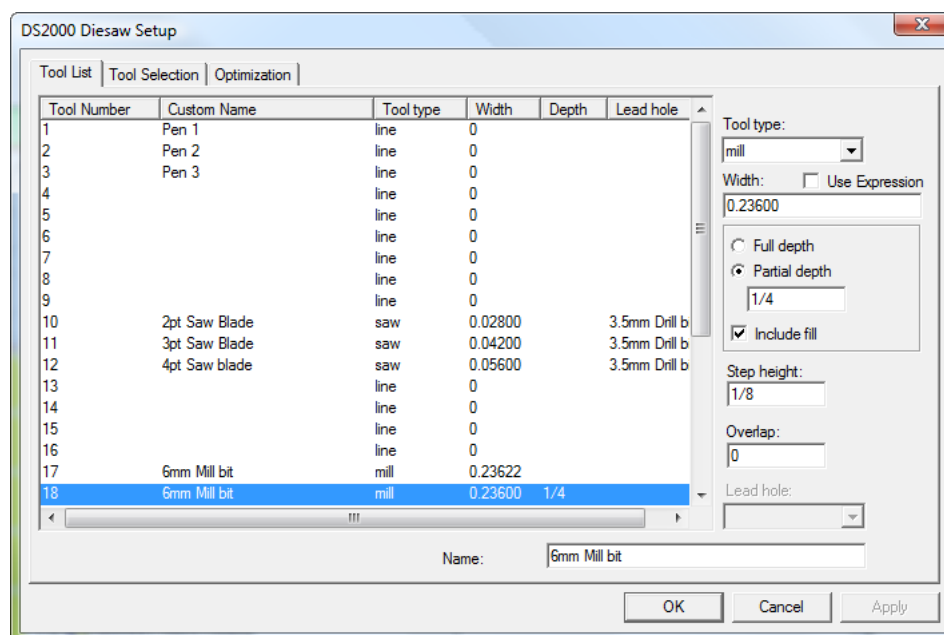 DS2000 Diesaw Setup
Tool List Tool Selection Optimization
Tool Number Custom Name Tool type Width Depth Lead hole
1 Pen 1 line 0
2 Pen 2 line 0
3 Pen 3 line 0
4 line 0
5 line 0
6 line 0
7 line 0
8 line 0
9 line 0
10 2pt Saw Blade saw 0.02800 3.5mm Drill b
11 3pt Saw Blade saw 0.04200 3.5mm Drill b
12 4pt Saw blade saw 0.05600 3.5mm Drill b
13 line 0
14 line 0
15 line 0
16 line 0
17 6mm Mill bit mill 0.23622
18 6mm Mill bit mill 0.23600 1/4
Tool type:
mill
Width: Use Expression
0.23600
Full depth
Partial depth
1/4
Include fill
Step height:
1/8
Overlap:
0
Lead hole:
Name: 6mm Mill bit
OK Cancel Apply